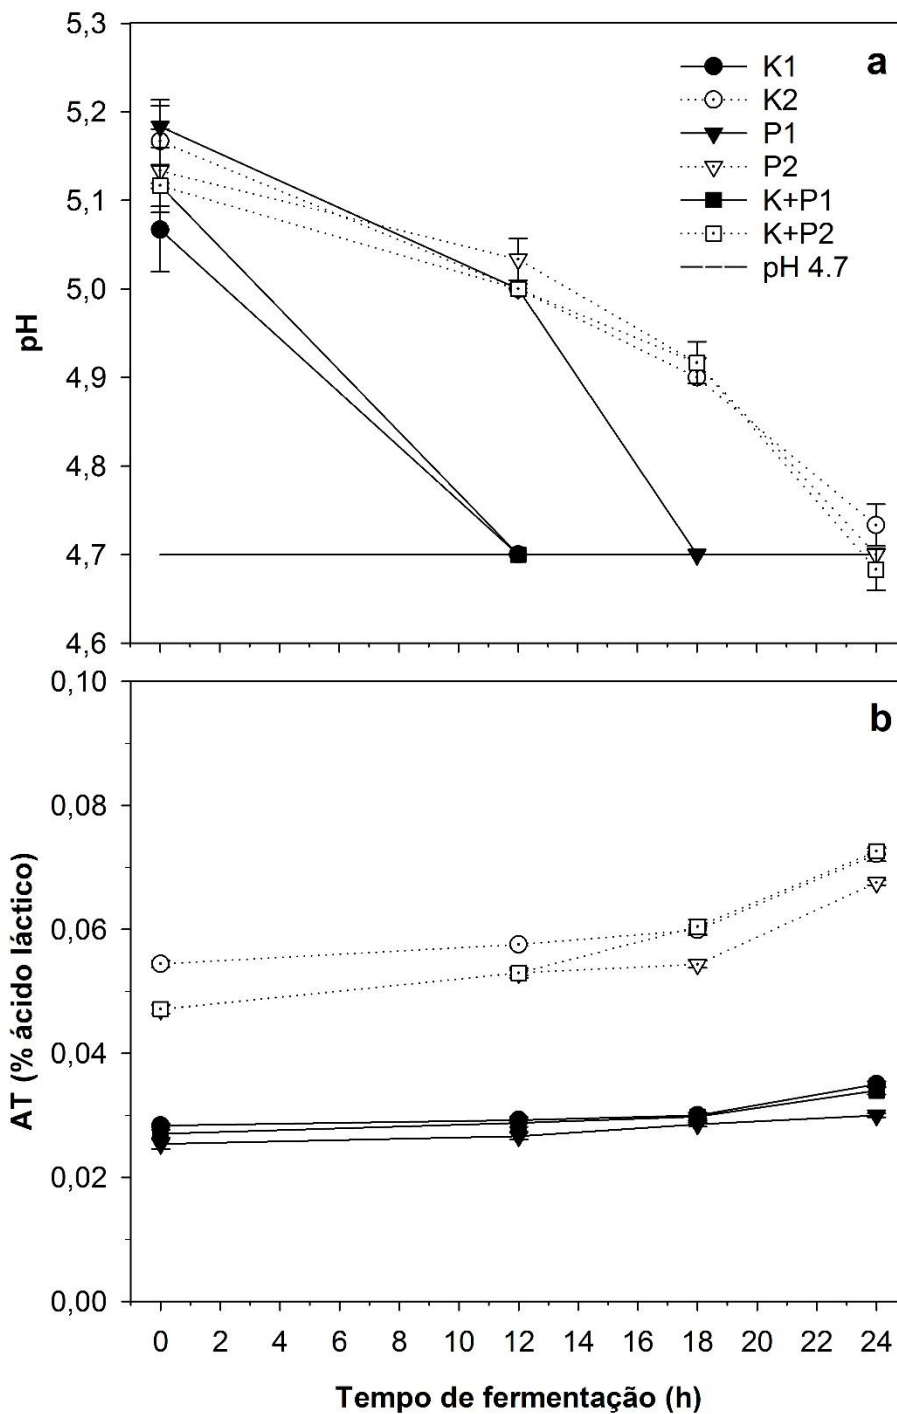 5,3
5,2
5,1
5,0
4,9
4,8
4,7
4,6
pH
a
K1
K2
P1
P2
K+P1
K+P2
pH 4.7
0,10
0,08
0,06
0,04
0,02
0,00
AT (% ácido láctico)
b
0 2 4 6 8 10 12 14 16 18 20 22 24
Tempo de fermentação (h)